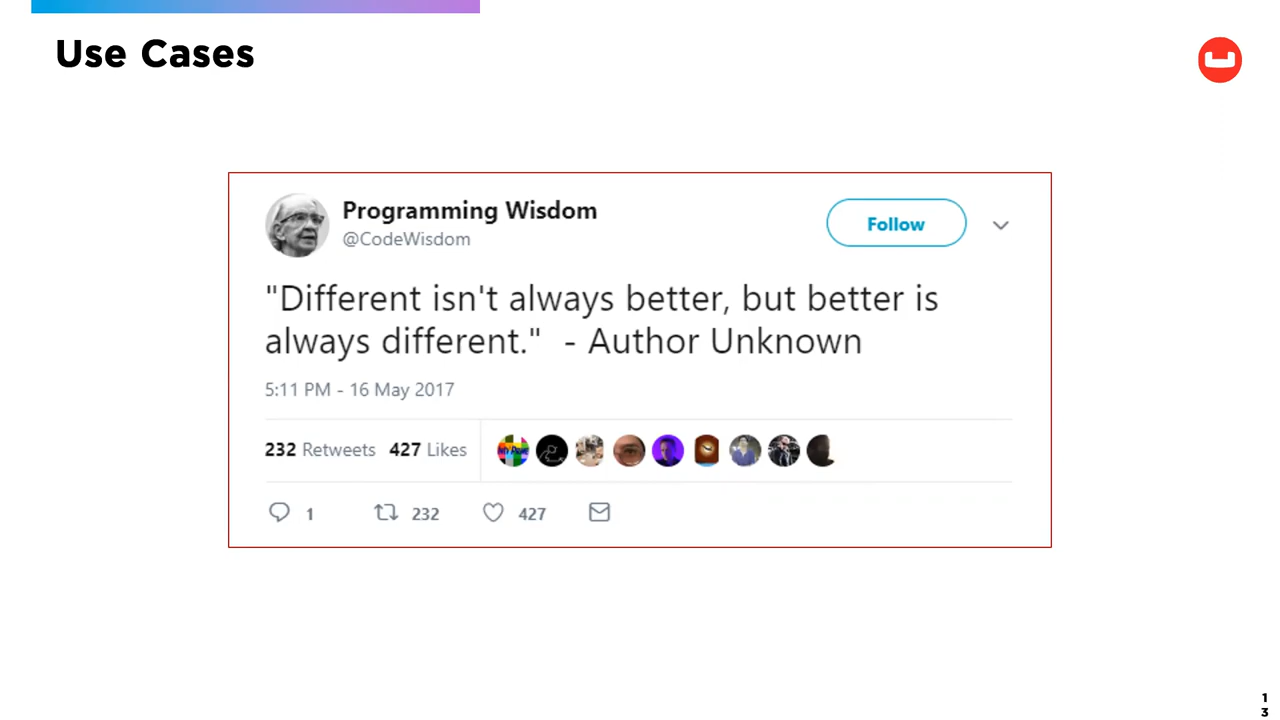 Use Cases
Programming Wisdom
@CodeWisdom
Follow
"Different isn't always better, but better is
always different."  - Author Unknown
5:11 PM - 16 May 2017
232 Retweets 427 Likes
1 232 427
1
3